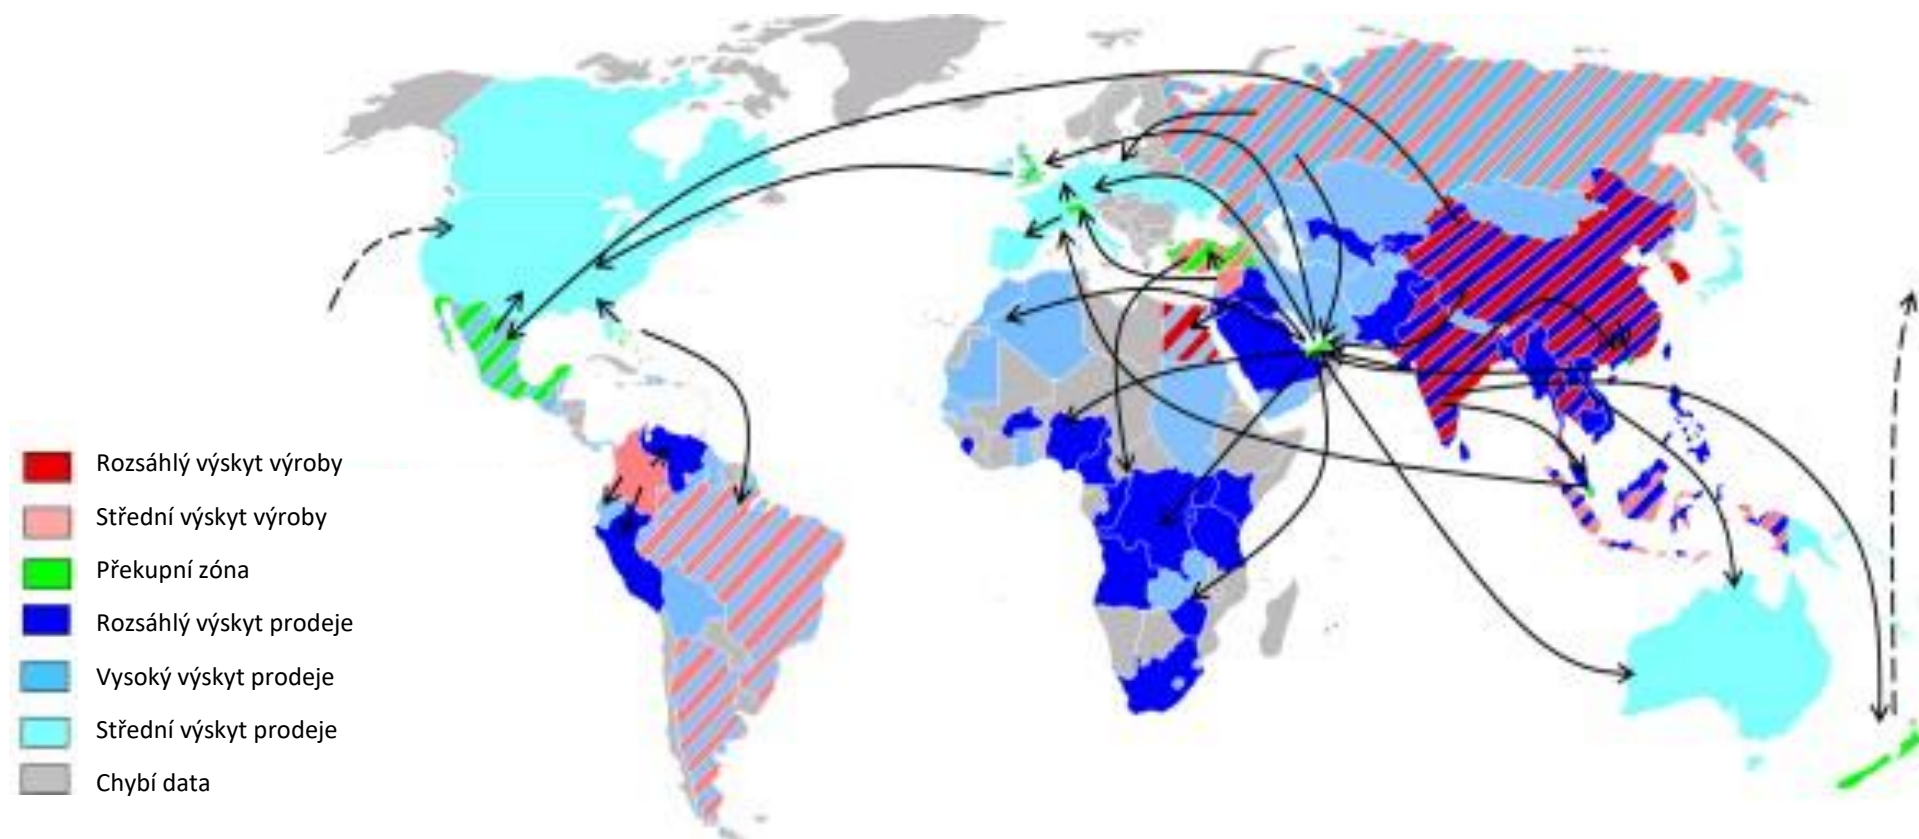 Rozsáhlý výskyt výroby
Střední výskyt výroby
Překupní zóna
Rozsáhlý výskyt prodeje
Vysoký výskyt prodeje
Střední výskyt prodeje
Chybí data